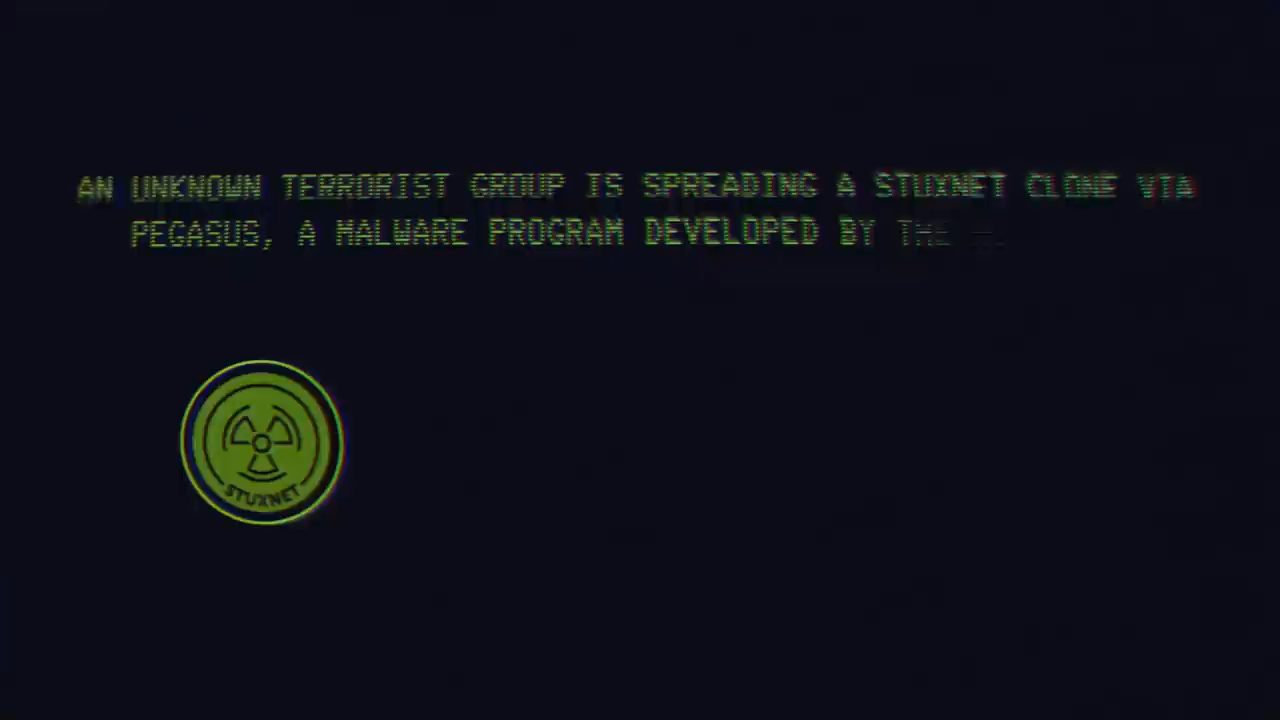 AN UNKNOWN TERRORIST GROUP IS SPREADING A STUXNET CLONE VIA
PEGASUS, A MALWARE PROGRAM DEVELOPED BY THE
STUXNET